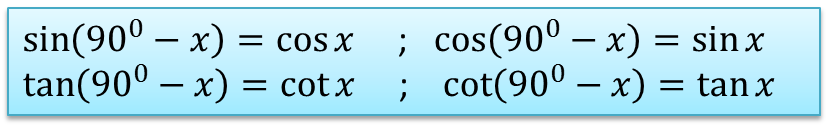 sin(90⁰ − x) = cos x ; cos(90⁰ − x) = sin x
tan(90⁰ − x) = cot x ; cot(90⁰ − x) = tan x